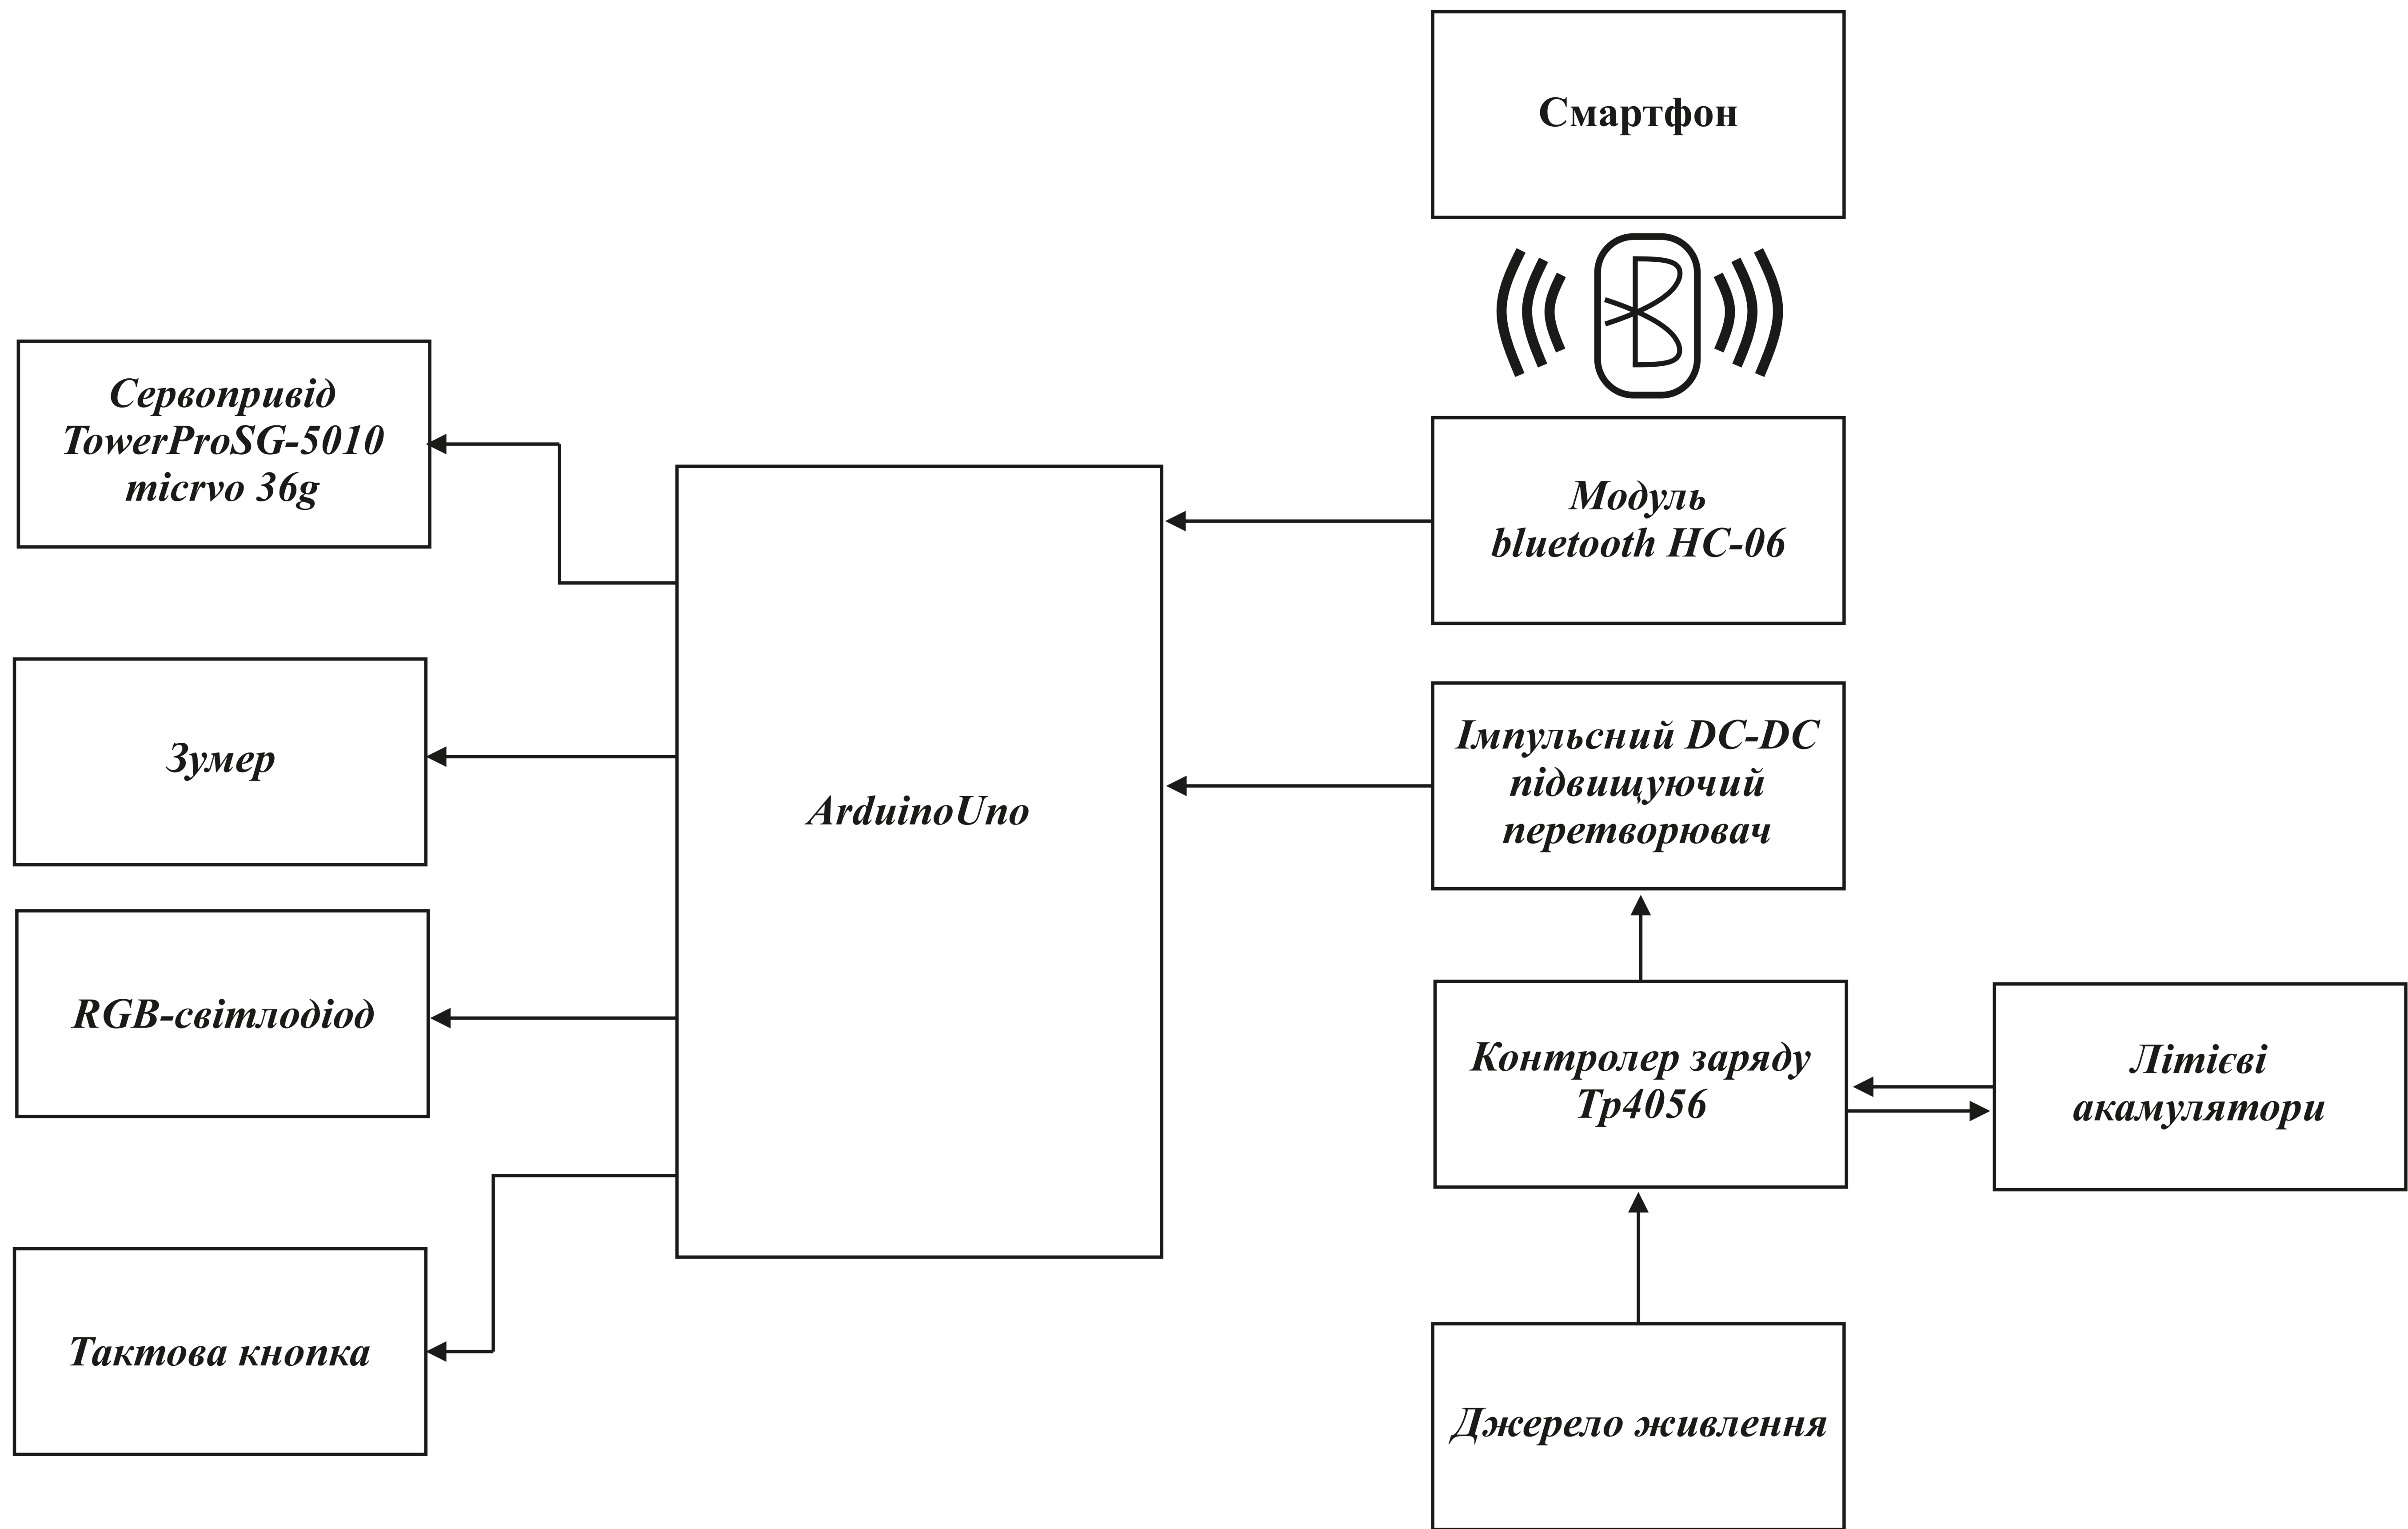 Смартфон
Сервопривід
TowerProSG-5010
micrvo 36g
Модуль
bluetooth HC-06
Зумер
ArduinoUno
Імпульсний DC-DC
підвищуючий
перетворювач
RGB-світлодіод
Контролер заряду
Tp4056
Літієві
акамулятори
Тактова кнопка
Джерело живлення